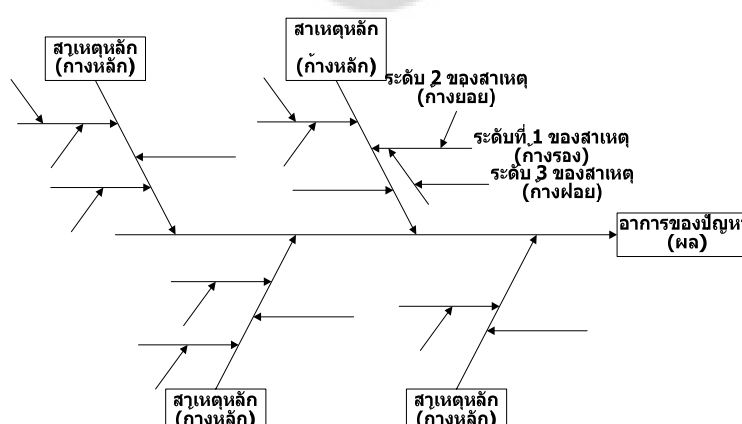 สาเหตุหลัก
(ก้างหลัก)
สาเหตุหลัก
(ก้างหลัก)
ระดับ 2 ของสาเหตุ
(ก้างยอย)
ระดับที่ 1 ของสาเหตุ
(ก้างรอง)
ระดับ 3 ของสาเหตุ
(ก้างฝอย)
อาการของปัญหา
(ผล)
สาเหตุหลัก
(ก้างหลัก)
สาเหตุหลัก
(ก้างหลัก)